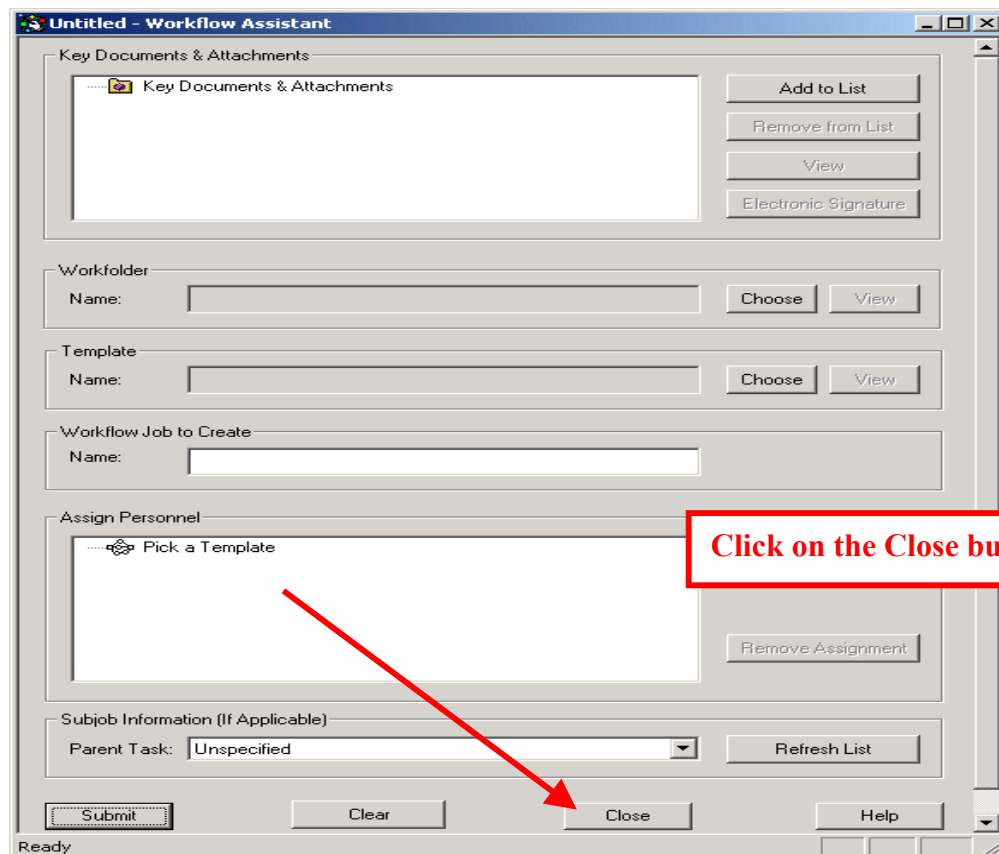 Untitled - Workflow Assistant
Key Documents & Attachments
Key Documents & Attachments
Add to List
Remove from List
View
Electronic Signature
Workfolder
Name:
Choose
View
Template
Name:
Choose
View
Workflow Job to Create
Name:
Assign Personnel
Pick a Template
Click on the Close bu
Remove Assignment
Subjob Information (If Applicable)
Parent Task: Unspecified
Refresh List
Submit
Clear
Close
Help
Ready